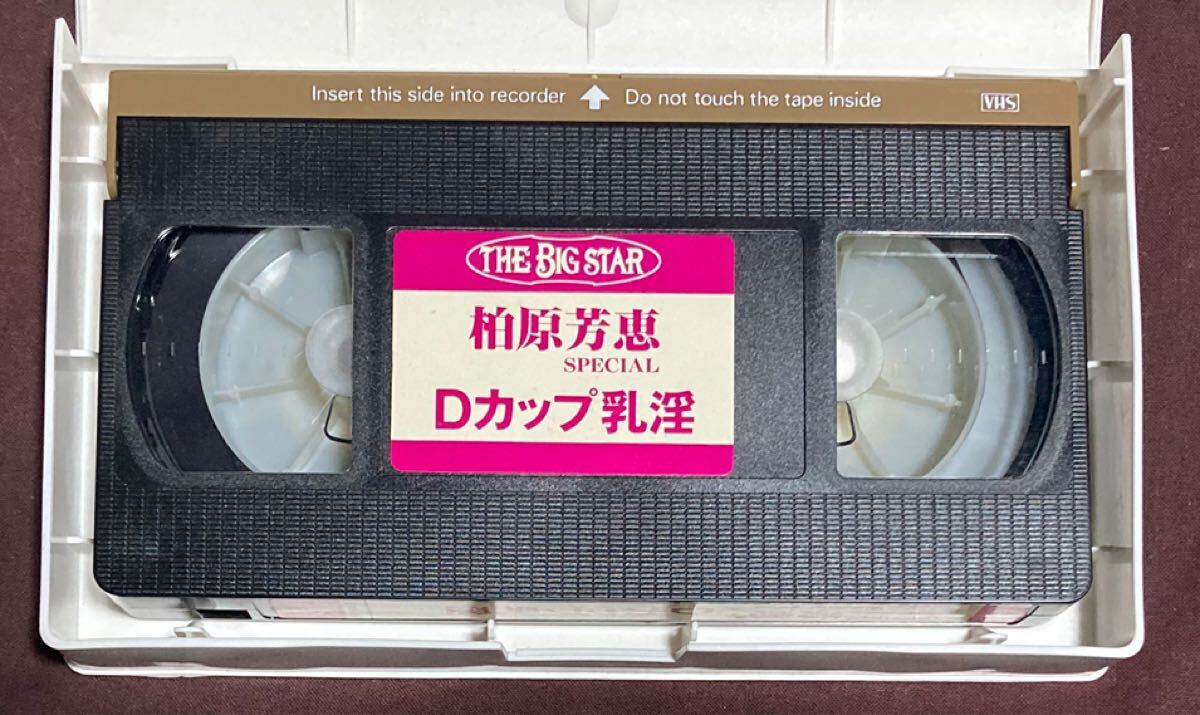 Insert this side into recorder Do not touch the tape inside VHS
THE BIG STAR
柏原芳恵
SPECIAL
Dカップ乳淫